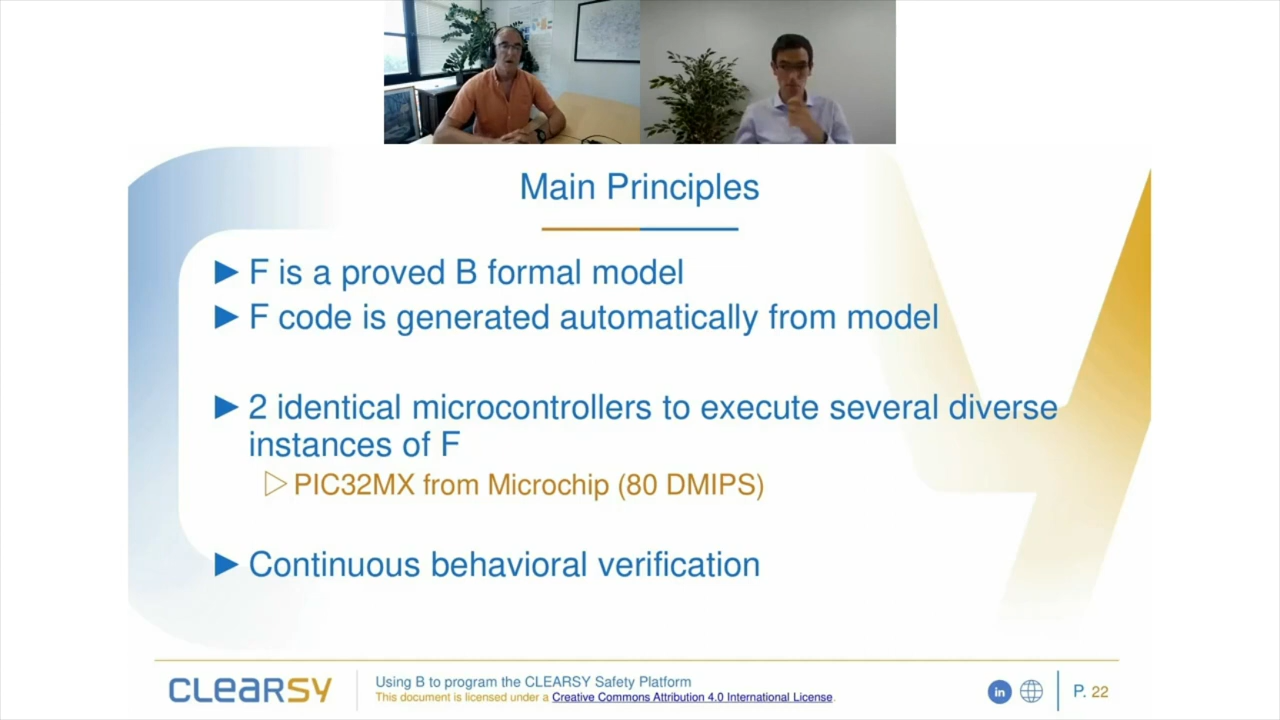 Main Principles
► F is a proved B formal model
► F code is generated automatically from model
► 2 identical microcontrollers to execute several diverse
instances of F
▷ PIC32MX from Microchip (80 DMIPS)
► Continuous behavioral verification
CLEARSY
Using B to program the CLEARSY Safety Platform
This document is licensed under a Creative Commons Attribution 4.0 International License.
in
P. 22